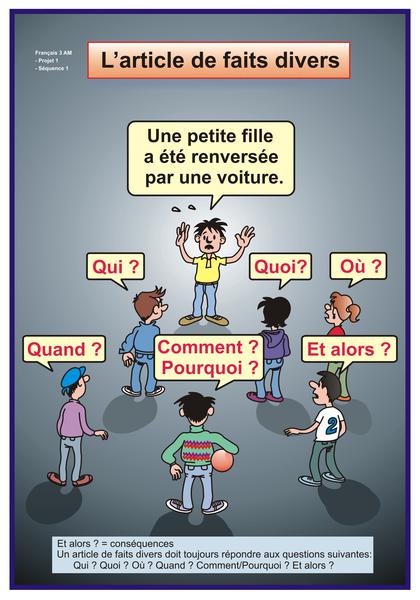 Français 3 AM
- Projet 1
- Séquence 1
L'article de faits divers
Une petite fille
a été renversée
par une voiture.
Qui ?
Quoi?
Où ?
Quand ?
Comment ?
Pourquoi ?
Et alors ?
2
Et alors ? = conséquences
Un article de faits divers doit toujours répondre aux questions suivantes:
Qui ? Quoi ? Où ? Quand ? Comment/Pourquoi ? Et alors ?